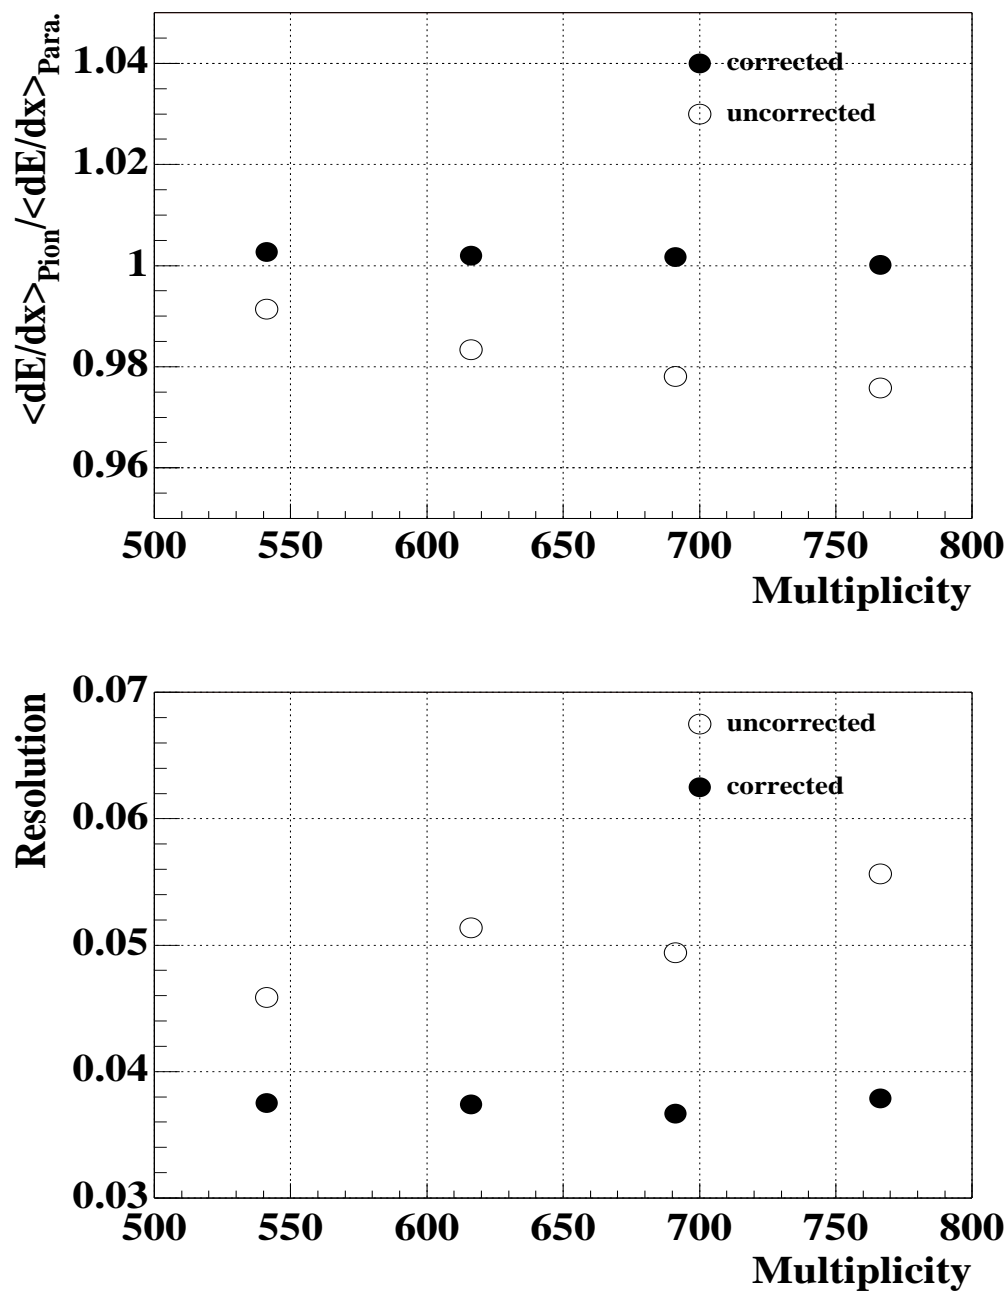 <dE/dx>Pion/<dE/dx>Para.
1.04
1.02
1
0.98
0.96
corrected
uncorrected
500 550 600 650 700 750 800
Multiplicity
Resolution
0.07
0.06
0.05
0.04
0.03
uncorrected
corrected
500 550 600 650 700 750 800
Multiplicity